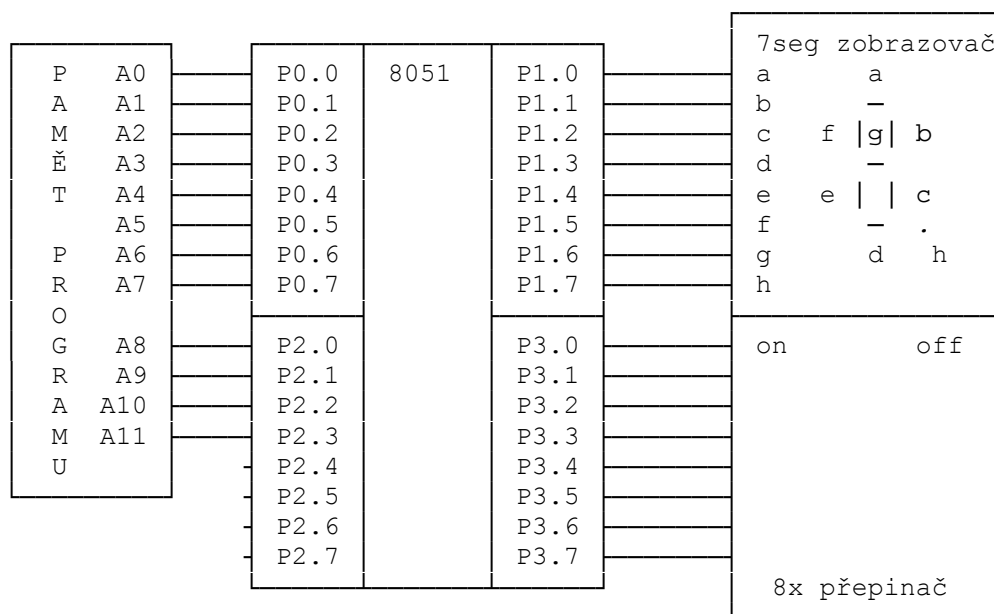 7seg zobrazovač
P A0 P0.0 8051 P1.0 a a
A A1 P0.1 P1.1 b
M A2 P0.2 P1.2 c f g b
Ě A3 P0.3 P1.3 d
T A4 P0.4 P1.4 e e c
A5 P0.5 P1.5 f .
P A6 P0.6 P1.6 g d h
R A7 P0.7 P1.7 h
O
G A8 P2.0 P3.0 on off
R A9 P2.1 P3.1
A A10 P2.2 P3.2
M A11 P2.3 P3.3
U P2.4 P3.4
P2.5 P3.5
P2.6 P3.6
P2.7 P3.7
8x přepinač